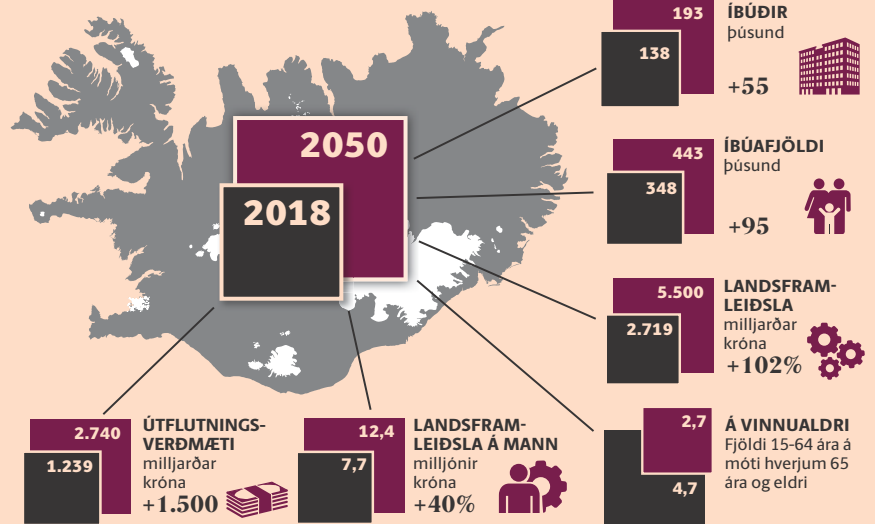 2050
2018
193
138
ÍBÚÐIR
þúsund
+55
443
348
ÍBÚAFJÖLDI
þúsund
+95
5.500
2.719
LANDSFRAM-
LEIÐSLA
milljarðar
króna
+102%
2,7
4,7
Á VINNUALDRI
Fjöldi 15-64 ára á
móti hverjum 65
ára og eldri
2.740
1.239
ÚTFLUTNINGS-
VERÐMÆTI
milljarðar
króna
+1.500
12,4
7,7
LANDSFRAM-
LEIÐSLA Á MANN
milljónir
króna
+40%